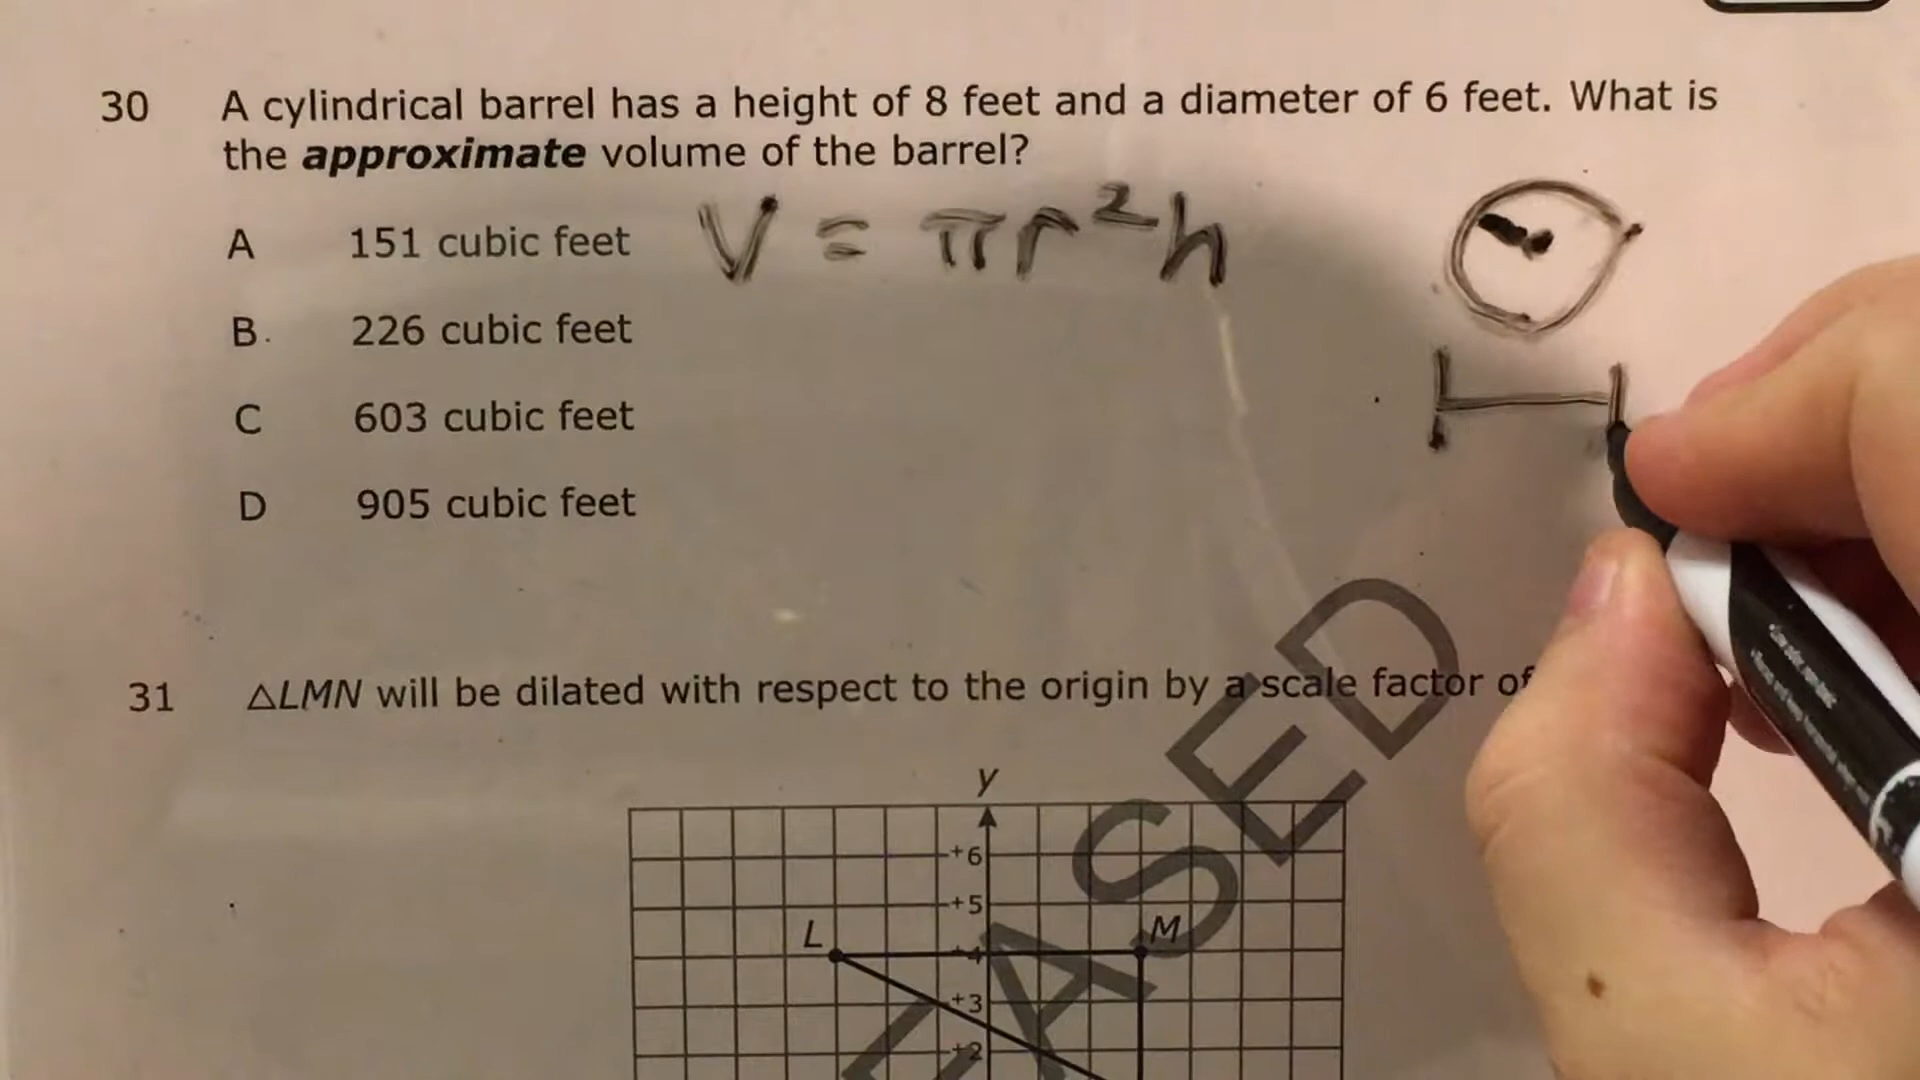 30 A cylindrical barrel has a height of 8 feet and a diameter of 6 feet. What is
the approximate volume of the barrel?
A 151 cubic feet
V = πr²h
B. 226 cubic feet
C 603 cubic feet
D 905 cubic feet
31 △LMN will be dilated with respect to the origin by a scale factor of
y
+6
+5
L
M
+4
+3
+2
EASED